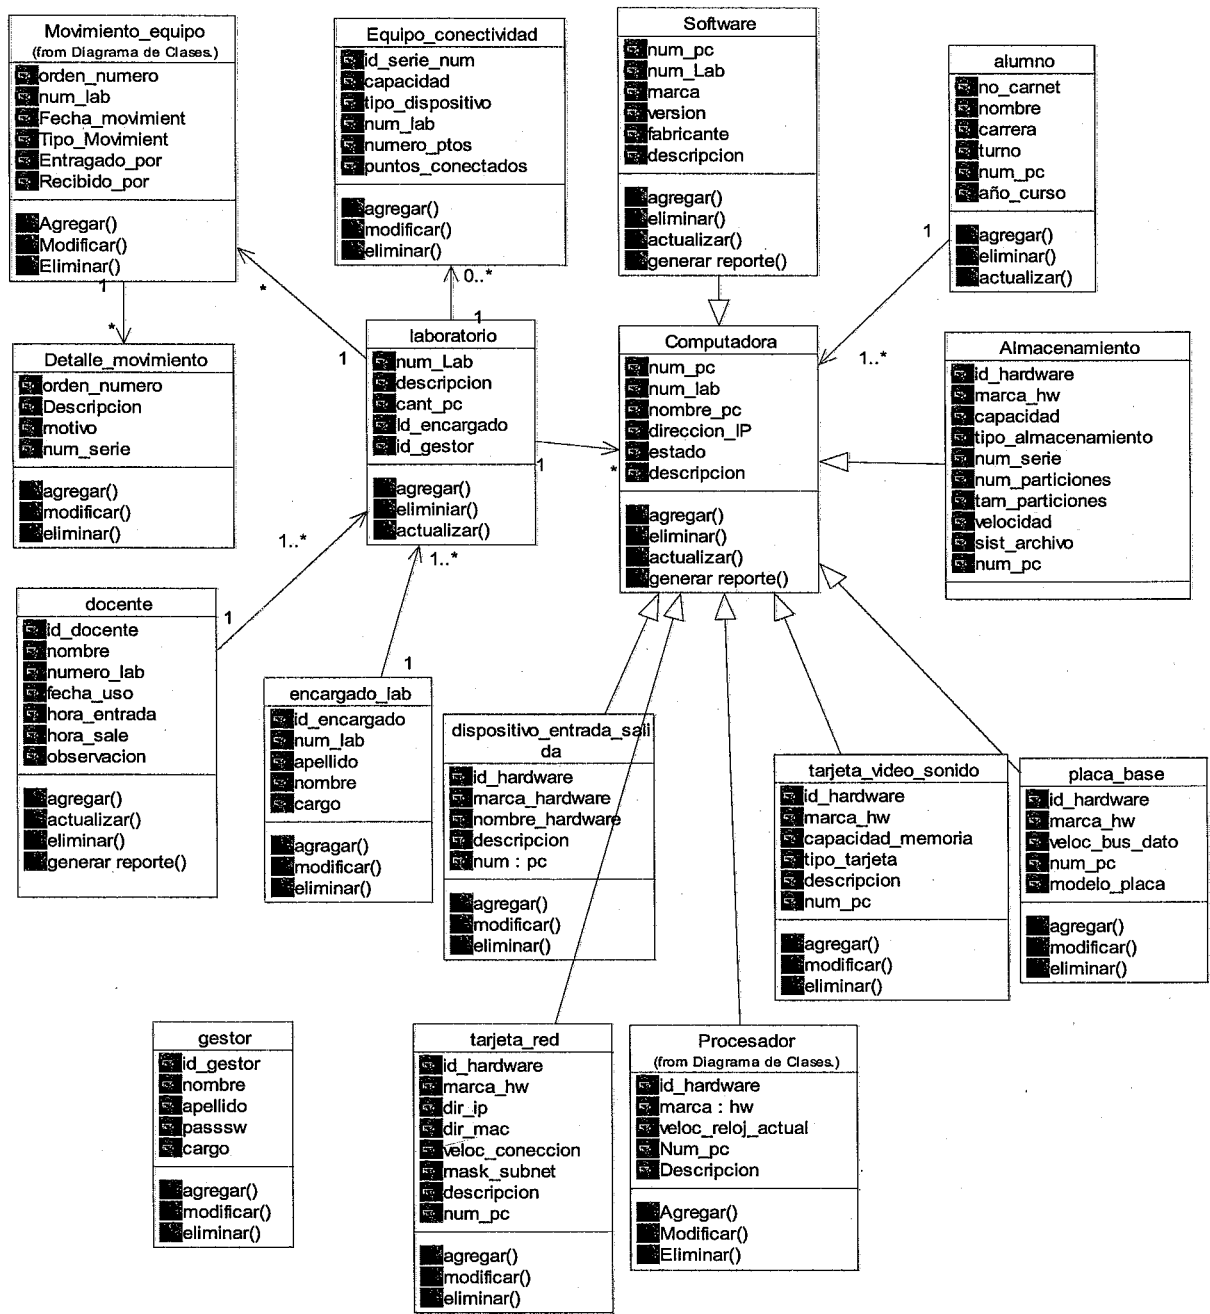 Movimiento_equipo
(from Diagrama de Clases.)
orden_numero
num_lab
Fecha_movimient
Tipo_Movimient
Entragado_por
Recibido_por
Agregar()
Modificar()
Eliminar()
Equipo_conectividad
id_serie_num
capacidad
tipo_dispositivo
num_lab
numero_ptos
puntos_conectados
agregar()
modificar()
eliminar()
Software
num_pc
num_Lab
marca
version
fabricante
descripcion
agregar()
eliminar()
actualizar()
generar reporte()
alumno
no_carnet
nombre
carrera
turno
num_pc
año_curso
agregar()
eliminar()
actualizar()
1
1..*
1
*
*
1
0..*
1
Detalle_movimiento
orden_numero
Descripcion
motivo
num_serie
agregar()
modificar()
eliminar()
laboratorio
num_Lab
descripcion
cant_pc
Id_encargado
id_gestor
agregar()
eliminiar()
actualizar()
1
*
Computadora
num_pc
num_lab
nombre_pc
direccion_IP
estado
descripcion
agregar()
eliminar()
actualizar()
generar reporte()
Almacenamiento
id_hardware
marca_hw
capacidad
tipo_almacenamiento
num_serie
num_particiones
tam_particiones
velocidad
sist_archivo
num_pc
1..*
1
1..*
1
docente
id_docente
nombre
numero_lab
fecha_uso
hora_entrada
hora_sale
observacion
agregar()
actualizar()
eliminar()
generar reporte()
encargado_lab
id_encargado
num_lab
apellido
nombre
cargo
agragar()
modificar()
eliminar()
dispositivo_entrada_sali
da
id_hardware
marca_hardware
nombre_hardware
descripcion
num : pc
agregar()
modificar()
eliminar()
tarjeta_video_sonido
id_hardware
marca_hw
capacidad_memoria
tipo_tarjeta
descripcion
num_pc
agregar()
modificar()
eliminar()
placa_base
id_hardware
marca_hw
veloc_bus_dato
num_pc
modelo_placa
agregar()
modificar()
eliminar()
gestor
id_gestor
nombre
apellido
passsw
cargo
agregar()
modificar()
eliminar()
tarjeta_red
id_hardware
marca_hw
dir_ip
dir_mac
veloc_coneccion
mask_subnet
descripcion
num_pc
agregar()
modificar()
eliminar()
Procesador
(from Diagrama de Clases.)
id_hardware
marca : hw
veloc_reloj_actual
Num_pc
Descripcion
Agregar()
Modificar()
Eliminar()